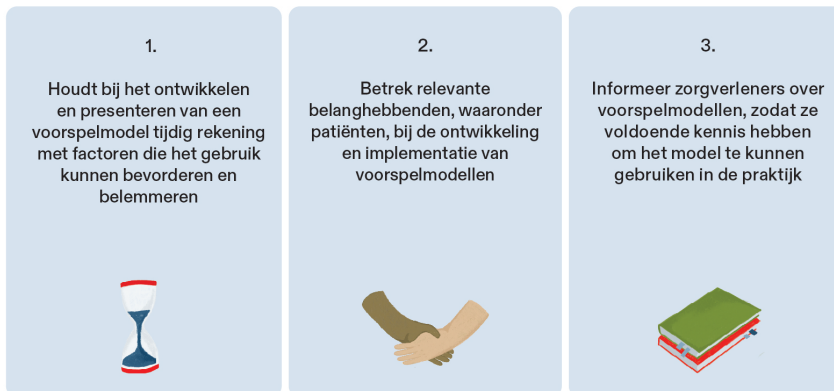 1.
Houdt bij het ontwikkelen
en presenteren van een
voorspelmodel tijdig rekening
met factoren die het gebruik
kunnen bevorderen en
belemmeren
2.
Betrek relevante
belanghebbenden, waaronder
patiënten, bij de ontwikkeling
en implementatie van
voorspelmodellen
3.
Informeer zorgverleners over
voorspelmodellen, zodat ze
voldoende kennis hebben
om het model te kunnen
gebruiken in de praktijk